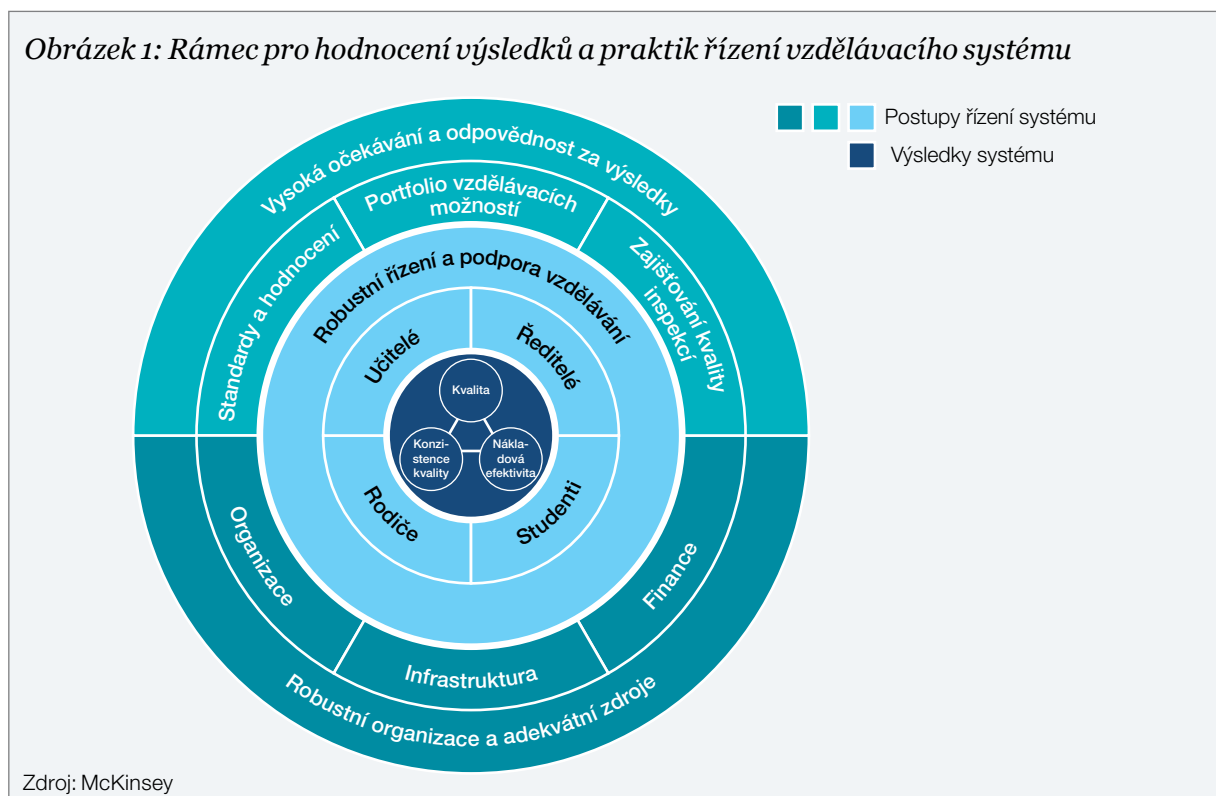 Obrázek 1: Rámec pro hodnocení výsledků a praktik řízení vzdělávacího systému
Postupy řízení systému
Výsledky systému
Vysoká očekávání a odpovědnost za výsledky
Standardy a hodnocení
Portfolio vzdělávacích
možností
Zajišťování kvality
inspekcí
Robustní řízení a podpora vzdělávání
Učitelé
Ředitelé
Kvalita
Konzi-
stence
kvality
Nákla-
dová
efektivita
Rodiče
Studenti
Organizace
Infrastruktura
Finance
Robustní organizace a adekvátní zdroje
Zdroj: McKinsey